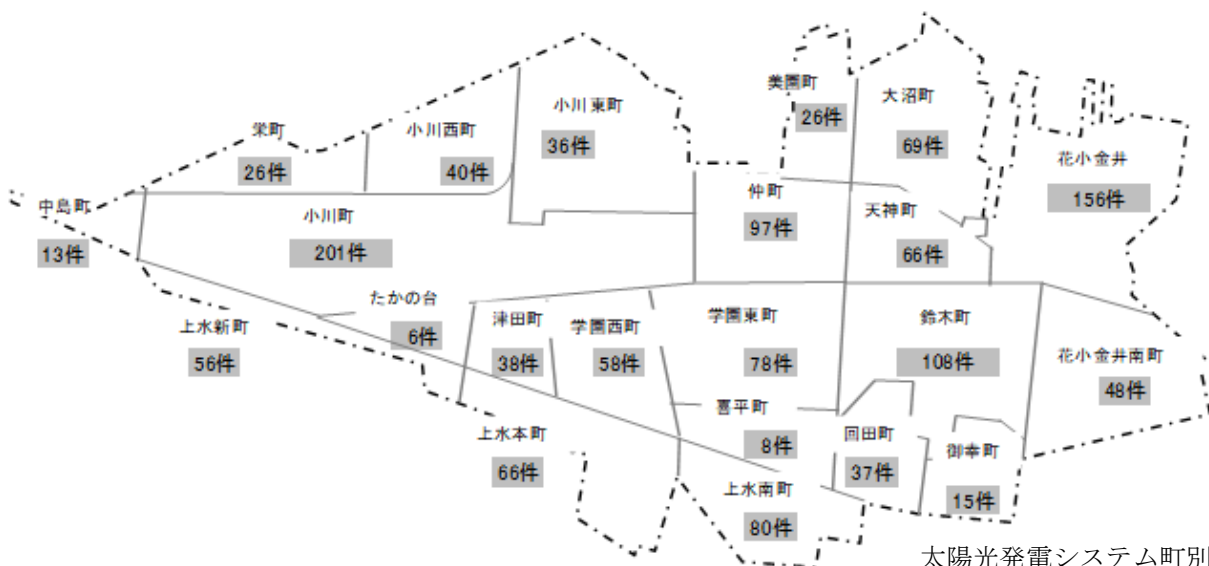 美園町
26件
大沼町
69件
小川東町
36件
栄町
26件
小川西町
40件
花小金井
156件
中島町
13件
小川町
201件
仲町
97件
天神町
66件
たかの台
6件
上水新町
56件
津田町
38件
学園西町
58件
学園東町
78件
鈴木町
108件
花小金井南町
48件
喜平町
8件
上水本町
66件
回田町
37件
御幸町
15件
上水南町
80件
太陽光発電システム町別